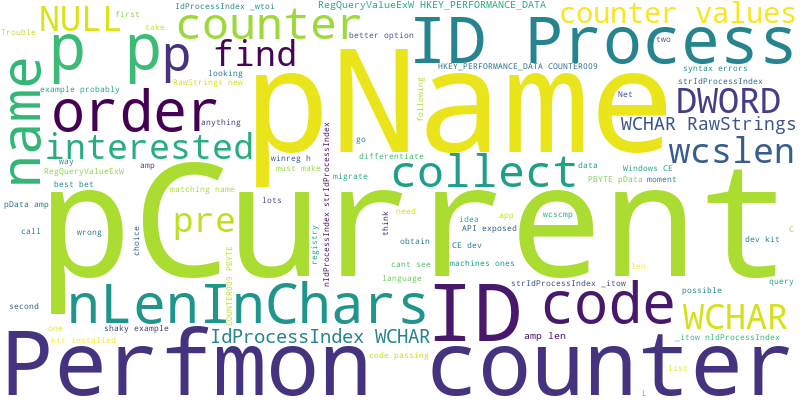 IdProcessIndex _wtoi
RegQueryValueExW HKEY_PERFORMANCE_DATA
NULL
first
counter
take
counter values
Trouble
p p
p find
better option
ID Process
two
HKEY_PERFORMANCE_DATA COUNTER009
syntax errors
name
looking
RawStrings new
strIdProcessIndex
example probably
pName
following
Net
order
DWORD
anything
WCHAR RawStrings
interested
go
wcslen
way
amp
winreg h
differentiate
RegQueryValueExW
lots
collect
must make
data
Windows CE
best bet
matching name
migrate
PBYTE pData
moment
pCurrent
pData amp
pre
registry
nIdProcessIndex strIdProcessIndex
think
need
app
wcscmp
C
call
wrong
choice
COUNTER009 PBYTE
idea
API exposed
obtain
CE dev
dev kit
cant see
machines ones
len
second
language
query
nLenInChars
ID
code
strIdProcessIndex _itow
possible
WCHAR
one
shaky example
kit installed
IdProcessIndex WCHAR
amp len
_itow nIdProcessIndex
Perfmon counter
code passing
list
L